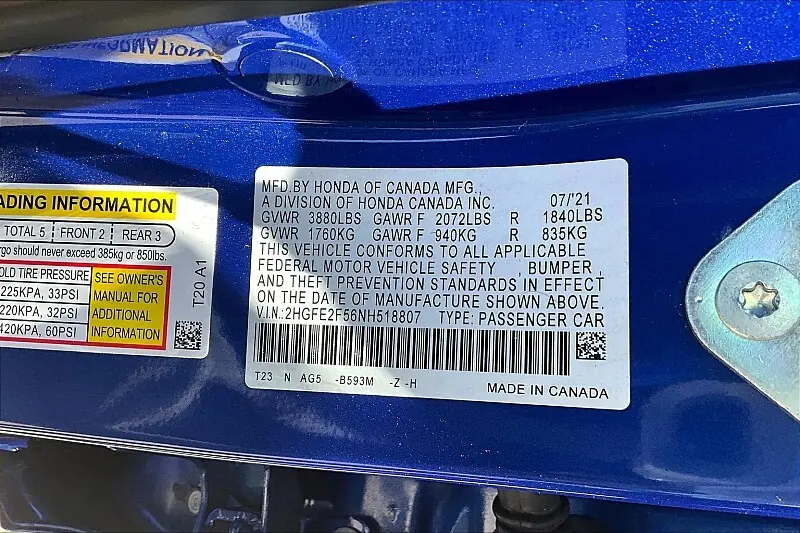 ADING INFORMATION
TOTAL 5 FRONT 2 REAR 3
rgo should never exceed 385kg or 850lbs.
OLD TIRE PRESSURE
225KPA, 33PSI
220KPA, 32PSI
420KPA, 60PSI
SEE OWNER'S
MANUAL FOR
ADDITIONAL
INFORMATION
T20 A1
MFD.BY HONDA OF CANADA MFG.,
A DIVISION OF HONDA CANADA INC. 07/'21
GVWR 3880LBS GAWR F 2072LBS R 1840LBS
GVWR 1760KG GAWR F 940KG R 835KG
THIS VEHICLE CONFORMS TO ALL APPLICABLE
FEDERAL MOTOR VEHICLE SAFETY , BUMPER ,
AND THEFT PREVENTION STANDARDS IN EFFECT
ON THE DATE OF MANUFACTURE SHOWN ABOVE.
V.I.N.:2HGFE2F56NH518807 TYPE: PASSENGER CAR
T23 N AG5 -B593M -Z -H
MADE IN CANADA